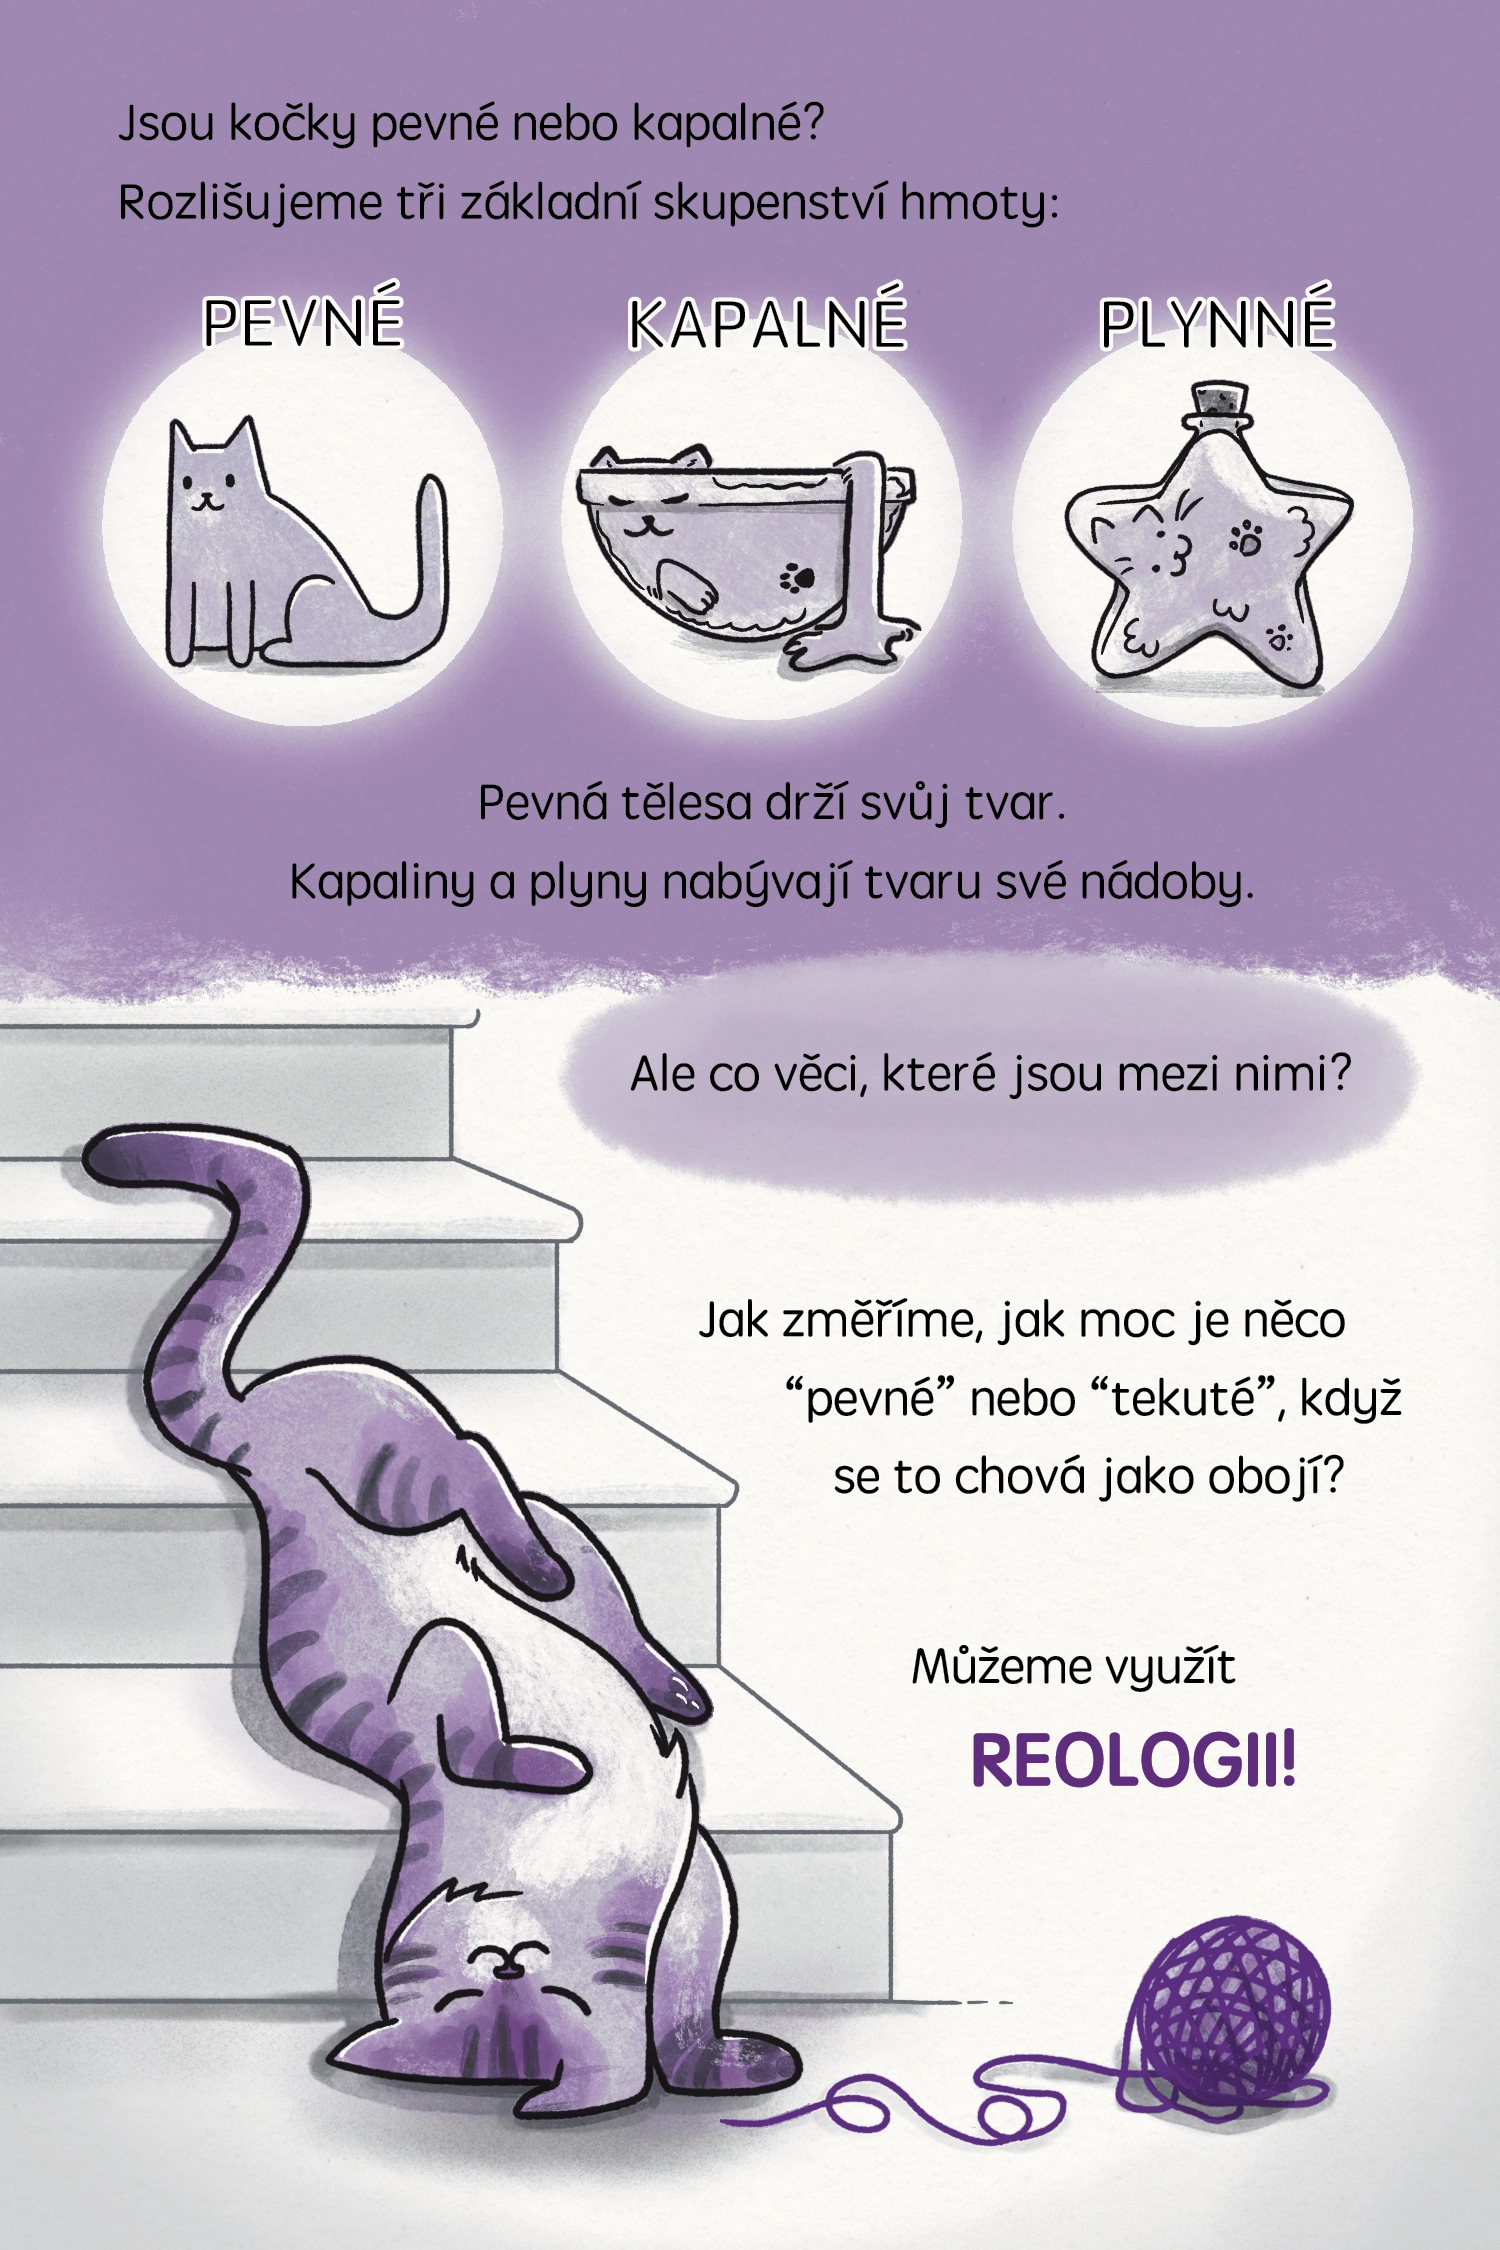 Jsou kočky pevné nebo kapalné?
Rozlišujeme tři základní skupenství hmoty:
PEVNÉ
KAPALNÉ
PLYNNÉ
Pevná tělesa drží svůj tvar.
Kapaliny a plyny nabývají tvaru své nádoby.
Ale co věci, které jsou mezi nimi?
Jak změříme, jak moc je něco
“pevné” nebo “tekuté”, když
se to chová jako obojí?
Můžeme využít
REOLOGII!